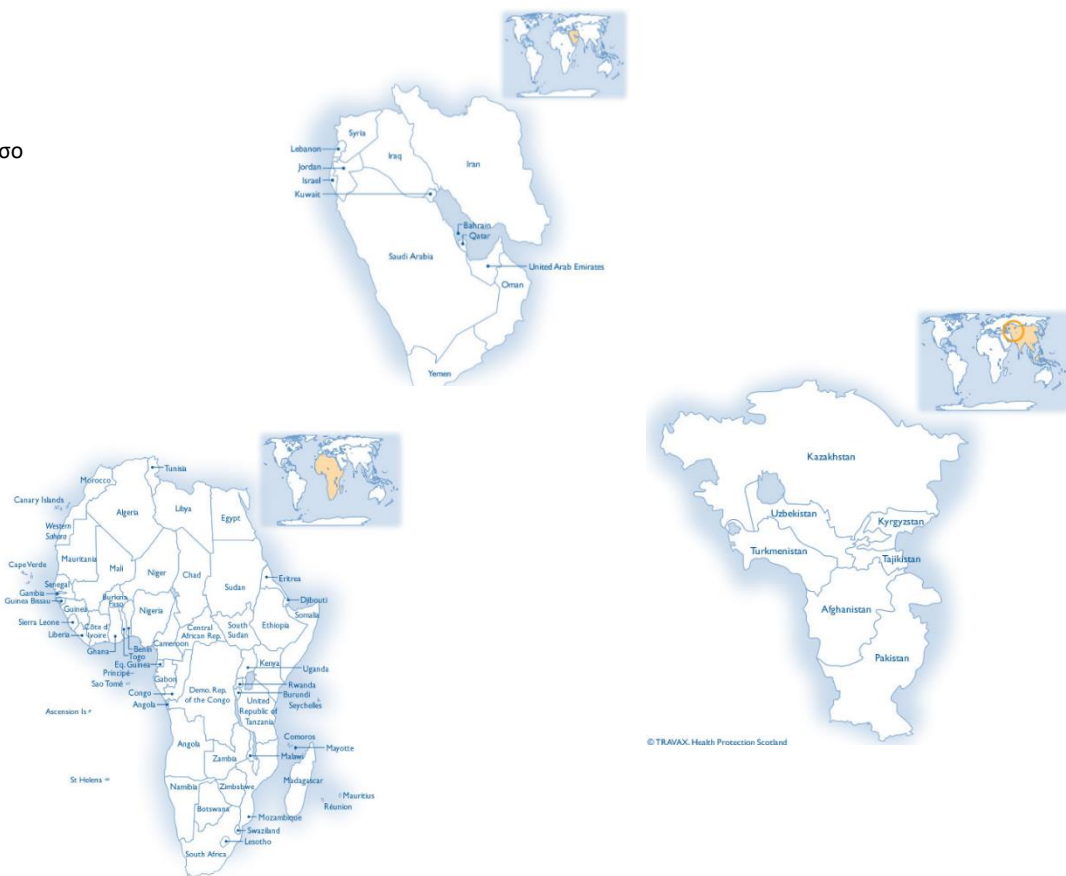 σο
Syria
Lebanon
Iraq
Iran
Jordan
Israel
Kuwait
Bahrain
Qatar
Saudi Arabia
United Arab Emirates
Oman
Yemen
Kazakhstan
Uzbekistan
Kyrgyzstan
Turkmenistan
Tajikistan
Afghanistan
Pakistan
© TRAVAX. Health Protection Scotland
Tunisia
Morocco
Canary Islands
Algeria
Libya
Egypt
Western
Sahara
Mauritania
Mali
Niger
Chad
Sudan
Eritrea
Cape Verde
Senegal
Gambia
Guinea Bissau
Guinea
Burkina
Faso
Nigeria
Djibouti
Somalia
Sierra Leone
Côte d'
Ivoire
Liberia
Ghana
Togo
Benin
Cameroon
Central
African Rep.
South
Sudan
Ethiopia
Eq. Guinea
Principé
Sao Tomé
Gabon
Congo
Angola
Demo. Rep.
of the Congo
Kenya
Uganda
Rwanda
Burundi
United
Republic of
Tanzania
Seychelles
Ascension Is
Comoros
Mayotte
Angola
Zambia
Malawi
St Helena
Namibia
Zimbabwe
Botswana
Madagascar
Mauritius
Réunion
Mozambique
Swaziland
Lesotho
South Africa